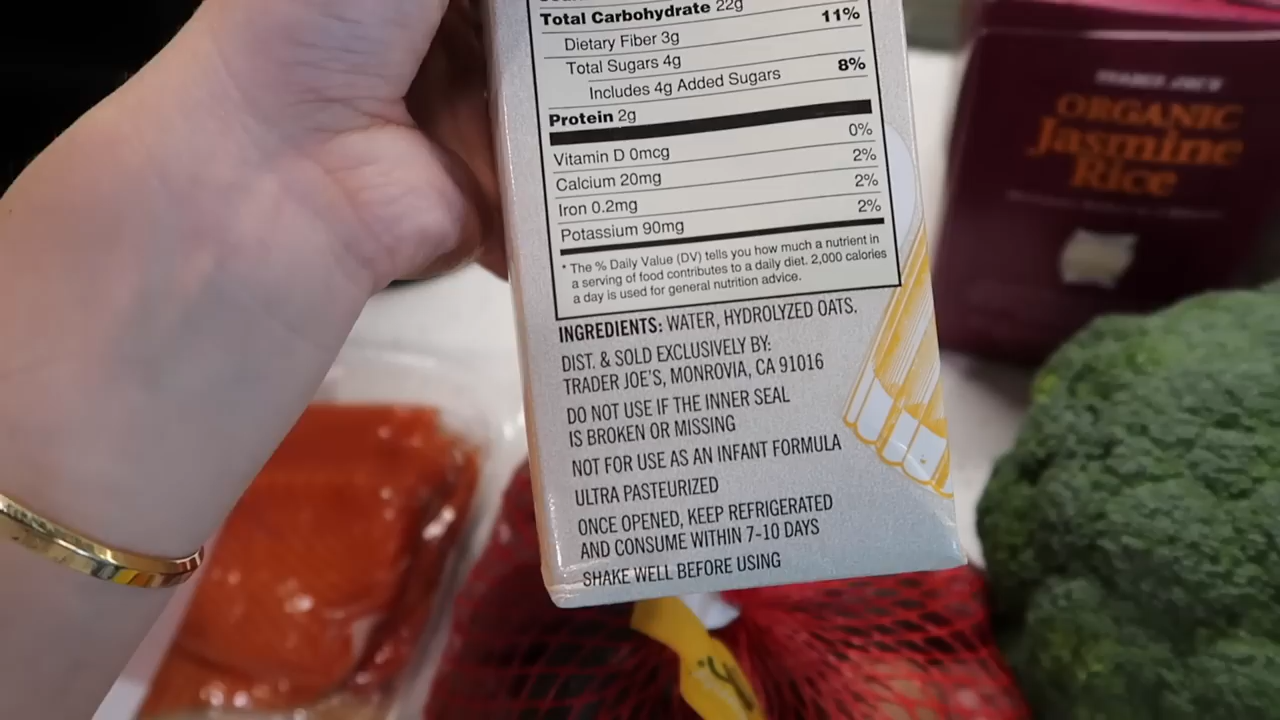 Total Carbohydrate 22g 11%
Dietary Fiber 3g
Total Sugars 4g
Includes 4g Added Sugars 8%
Protein 2g
Vitamin D 0mcg 0%
Calcium 20mg 2%
Iron 0.2mg 2%
Potassium 90mg 2%
* The % Daily Value (DV) tells you how much a nutrient in
a serving of food contributes to a daily diet. 2,000 calories
a day is used for general nutrition advice.
INGREDIENTS: WATER, HYDROLYZED OATS.
DIST. & SOLD EXCLUSIVELY BY:
TRADER JOE'S, MONROVIA, CA 91016
DO NOT USE IF THE INNER SEAL
IS BROKEN OR MISSING
NOT FOR USE AS AN INFANT FORMULA
ULTRA PASTEURIZED
ONCE OPENED, KEEP REFRIGERATED
AND CONSUME WITHIN 7-10 DAYS
SHAKE WELL BEFORE USING
TRADER JOE'S
ORGANIC
Jasmine
Rice